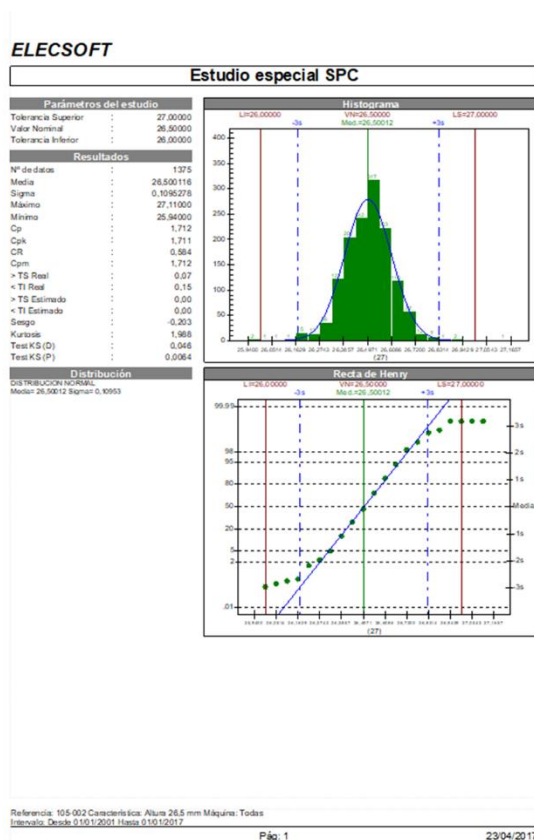 ELECSOFT
Estudio especial SPC
Parámetros del estudio
Tolerancia Superior : 27,00000
Valor Nominal : 26,50000
Tolerancia Inferior : 26,00000
Resultados
Nº de datos : 1375
Media : 26,500116
Sigma : 0,1095278
Máximo : 27,11000
Mínimo : 25,94000
Cp : 1,712
Cpk : 1,711
CR : 0,584
Cpm : 1,712
> TS Real : 0,07
< TI Real : 0,15
> TS Estimado : 0,00
< TI Estimado : 0,00
Sesgo : -0,203
Kurtosis : 1,988
Test KS (D) : 0,046
Test KS (P) : 0,0064
Distribución
DISTRIBUCION NORMAL
Media= 26,50012 Sigma= 0,10953
Histograma
LI=26,00000 VN=26,50000 LS=27,00000
-3s Med.=26,50012 +3s
400
350
300
250
200
150
100
50
0
(27)
Recta de Henry
LI=26,00000 VN=26,50000 LS=27,00000
-3s Med.=26,50012 +3s
99.99
98
95
80
50
20
5
2
.01
+3s
+2s
+1s
Media
-1s
-2s
-3s
(27)
Referencia: 105-002 Característica: Altura 26,5 mm Máquina: Todas
Intervalo: Desde 01/01/2001 Hasta 01/01/2017
Pág: 1 23/04/2017